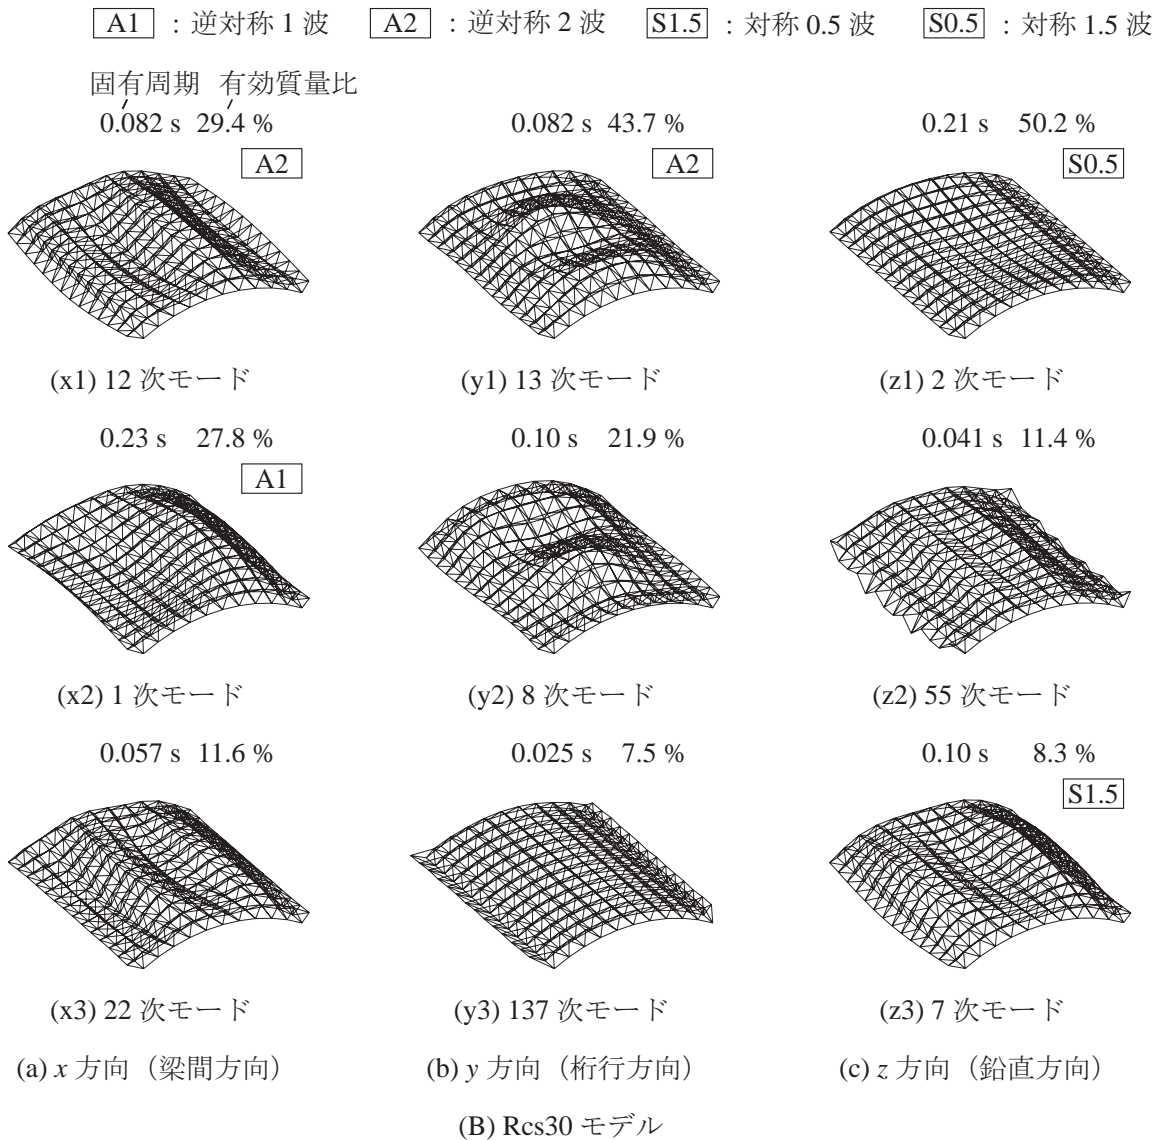 A1 : 逆対称 1 波 A2 : 逆対称 2 波 S1.5 : 対称 0.5 波 S0.5 : 対称 1.5 波
固有周期 有効質量比
0.082 s 29.4 % 0.082 s 43.7 % 0.21 s 50.2 %
A2 A2 S0.5
(x1) 12 次モード (y1) 13 次モード (z1) 2 次モード
0.23 s 27.8 % 0.10 s 21.9 % 0.041 s 11.4 %
A1
(x2) 1 次モード (y2) 8 次モード (z2) 55 次モード
0.057 s 11.6 % 0.025 s 7.5 % 0.10 s 8.3 %
S1.5
(x3) 22 次モード (y3) 137 次モード (z3) 7 次モード
(a) x 方向（梁間方向） (b) y 方向（桁行方向） (c) z 方向（鉛直方向）
(B) Rcs30 モデル